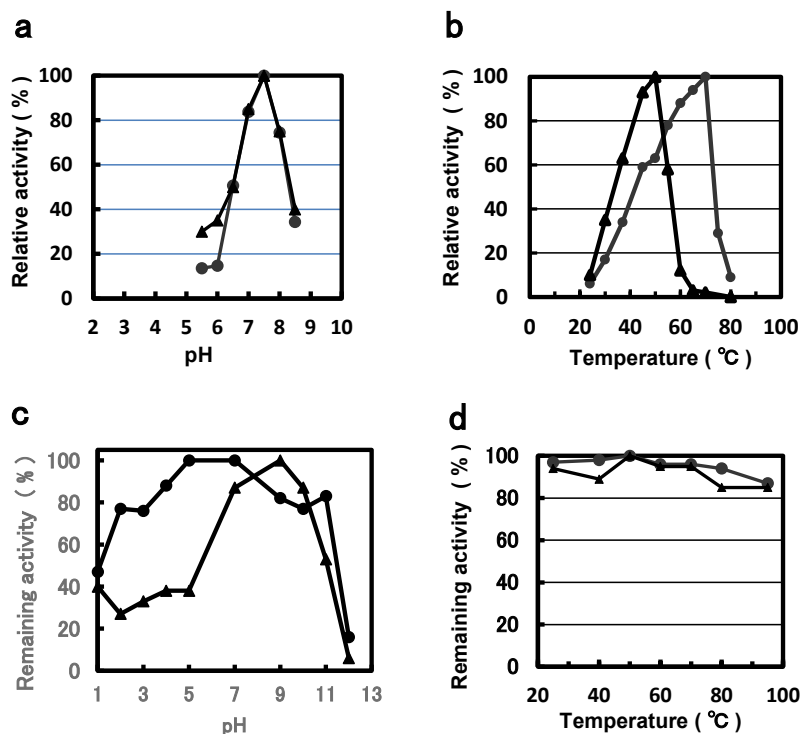 a
100
80
60
40
20
0
Relative activity ( % )
2 3 4 5 6 7 8 9 10
pH
b
100
80
60
40
20
0
Relative activity ( % )
0 20 40 60 80 100
Temperature ( ℃ )
c
100
80
60
40
20
0
Remaining activity ( % )
1 3 5 7 9 11 13
pH
d
100
80
60
40
20
0
Remaining activity ( % )
20 40 60 80 100
Temperature ( ℃ )